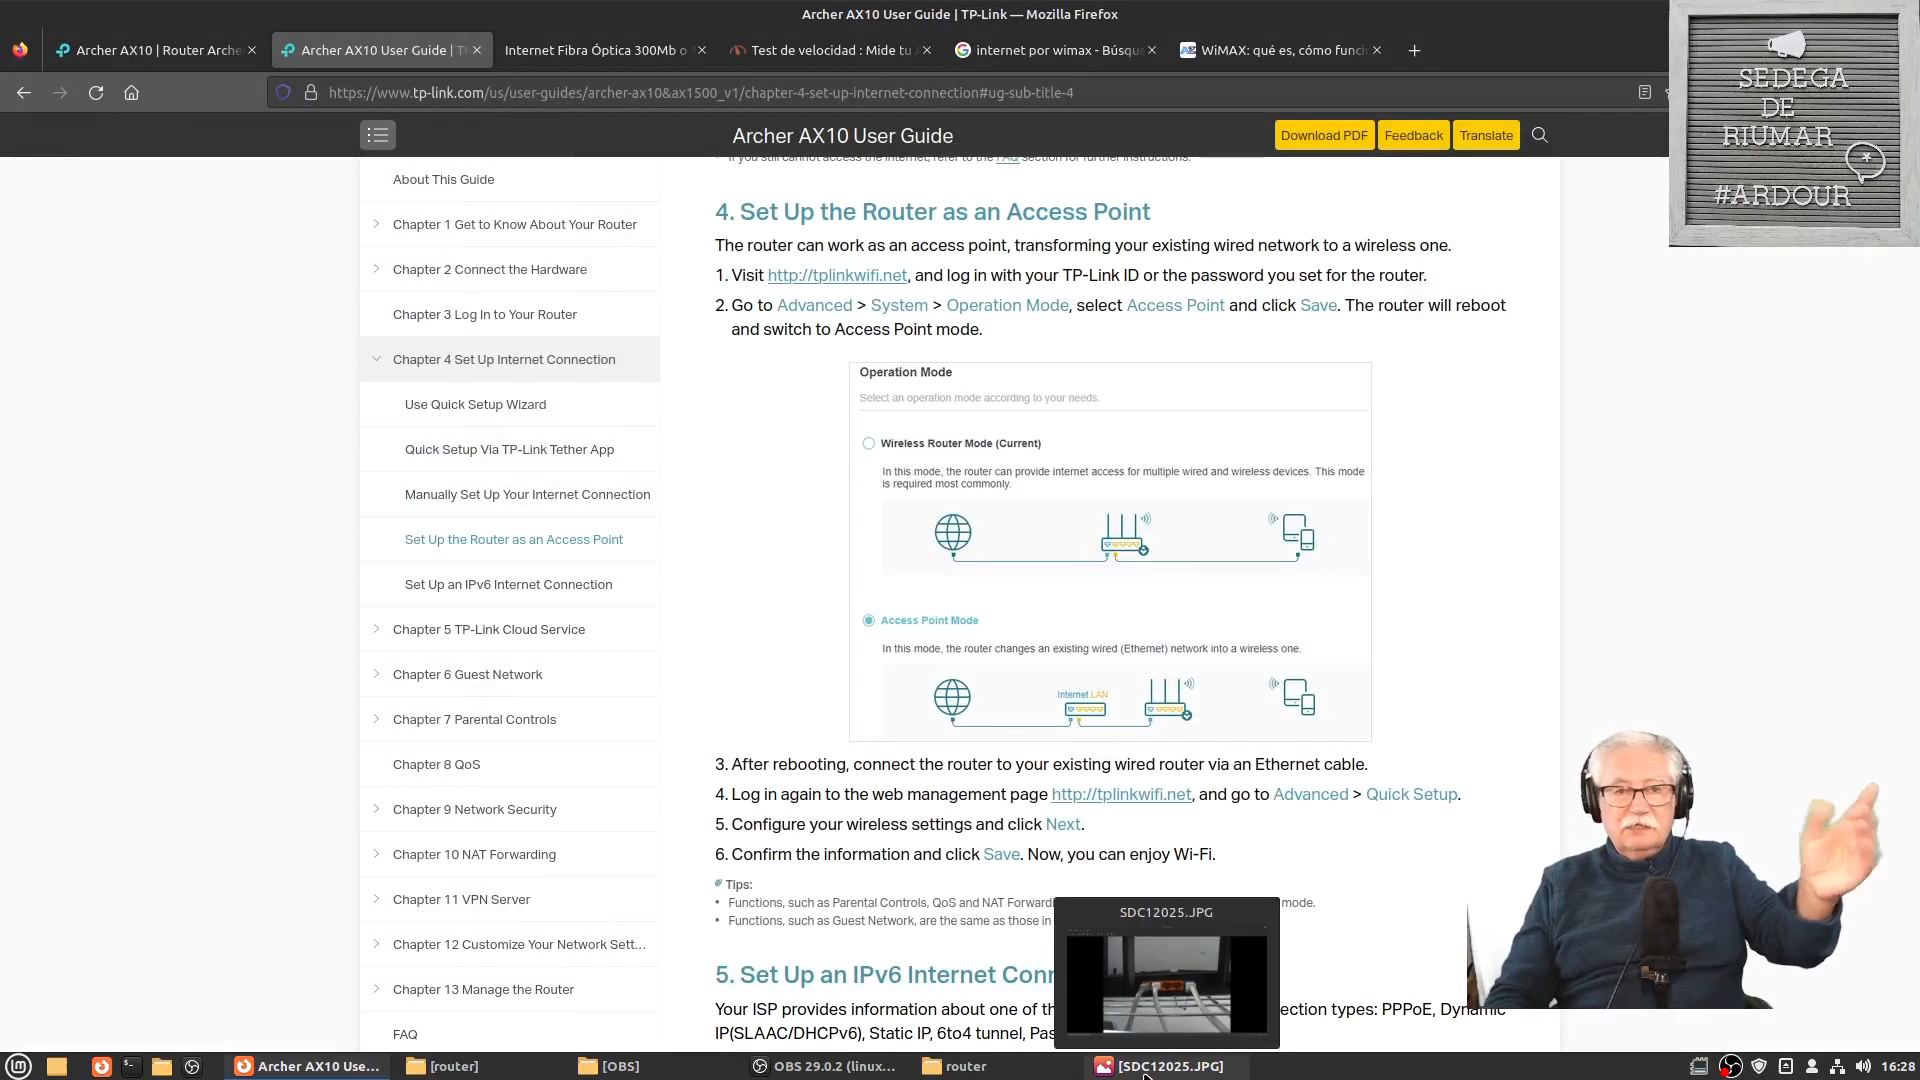 Archer AX10 User Guide | TP-Link — Mozilla Firefox
Archer AX10 | Router Arche
Archer AX10 User Guide | T
Internet Fibra Óptica 300Mb o
Test de velocidad : Mide tu
internet por wimax - Búsque
WiMAX: qué es, cómo funci
https://www.tp-link.com/us/user-guides/archer-ax10&ax1500_v1/chapter-4-set-up-internet-connection#ug-sub-title-4
Archer AX10 User Guide
Download PDF
Feedback
Translate
SEDEGA
DE
RIUMAR
#ARDOUR
If you still cannot access the internet, refer to the FAQ section for further instructions.
About This Guide
Chapter 1 Get to Know About Your Router
Chapter 2 Connect the Hardware
Chapter 3 Log In to Your Router
Chapter 4 Set Up Internet Connection
Use Quick Setup Wizard
Quick Setup Via TP-Link Tether App
Manually Set Up Your Internet Connection
Set Up the Router as an Access Point
Set Up an IPv6 Internet Connection
Chapter 5 TP-Link Cloud Service
Chapter 6 Guest Network
Chapter 7 Parental Controls
Chapter 8 QoS
Chapter 9 Network Security
Chapter 10 NAT Forwarding
Chapter 11 VPN Server
Chapter 12 Customize Your Network Sett...
Chapter 13 Manage the Router
FAQ
4. Set Up the Router as an Access Point
The router can work as an access point, transforming your existing wired network to a wireless one.
1. Visit http://tplinkwifi.net, and log in with your TP-Link ID or the password you set for the router.
2. Go to Advanced > System > Operation Mode, select Access Point and click Save. The router will reboot
and switch to Access Point mode.
Operation Mode
Select an operation mode according to your needs.
Wireless Router Mode (Current)
In this mode, the router can provide internet access for multiple wired and wireless devices. This mode
is required most commonly.
Access Point Mode
In this mode, the router changes an existing wired (Ethernet) network into a wireless one.
Internet LAN
3. After rebooting, connect the router to your existing wired router via an Ethernet cable.
4. Log in again to the web management page http://tplinkwifi.net, and go to Advanced > Quick Setup.
5. Configure your wireless settings and click Next.
6. Confirm the information and click Save. Now, you can enjoy Wi-Fi.
Tips:
• Functions, such as Parental Controls, QoS and NAT Forwardi mode.
• Functions, such as Guest Network, are the same as those in
SDC12025.JPG
5. Set Up an IPv6 Internet Conn
Your ISP provides information about one of th ection types: PPPoE, Dynamic
IP(SLAAC/DHCPv6), Static IP, 6to4 tunnel, Pas
Archer AX10 Use...
[router]
[OBS]
OBS 29.0.2 (linux...
router
[SDC12025.JPG]
16:28